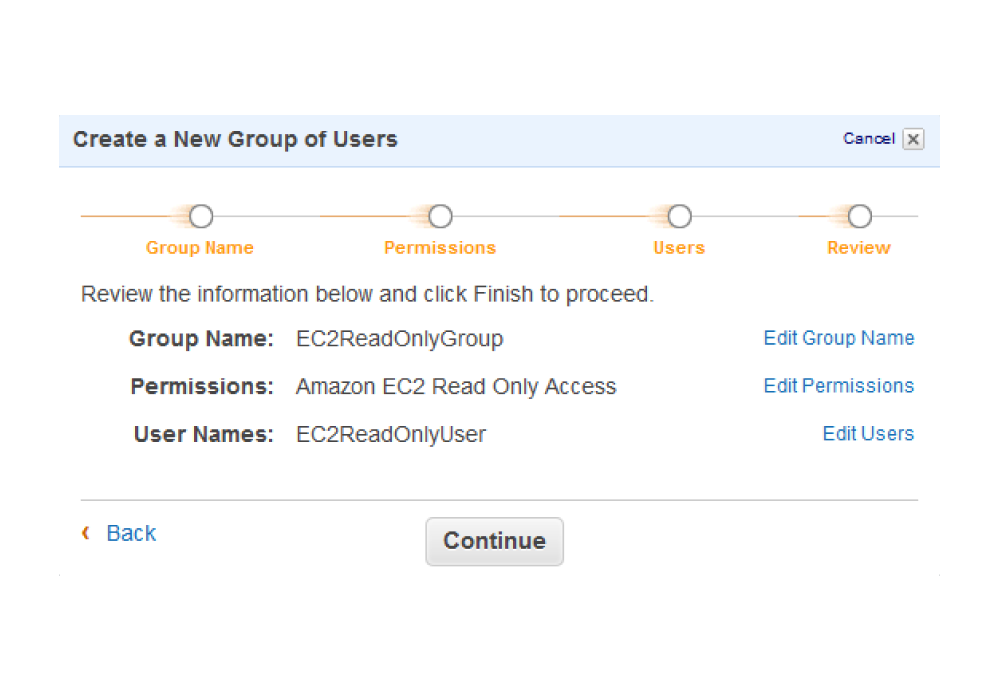 Create a New Group of Users Cancel
Group Name Permissions Users Review
Review the information below and click Finish to proceed.
Group Name: EC2ReadOnlyGroup Edit Group Name
Permissions: Amazon EC2 Read Only Access Edit Permissions
User Names: EC2ReadOnlyUser Edit Users
Back Continue